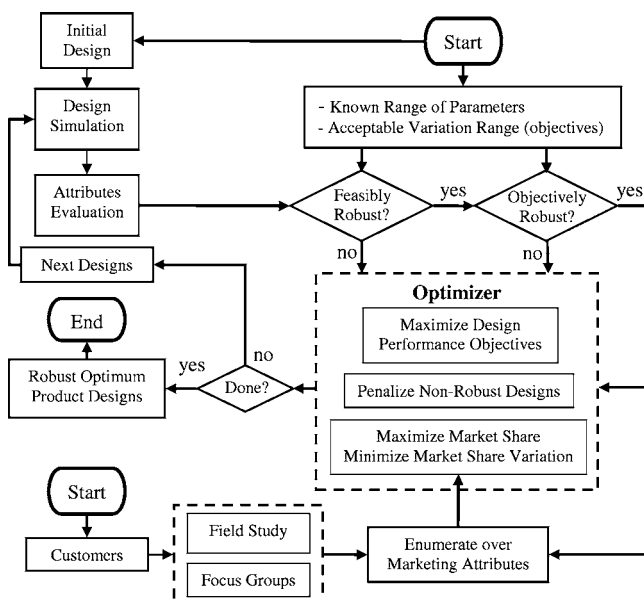 Initial
Design
Start
Design
Simulation
- Known Range of Parameters
- Acceptable Variation Range (objectives)
Attributes
Evaluation
Feasibly
Robust?
yes
Objectively
Robust?
yes
no
no
Next Designs
Optimizer
Maximize Design
Performance Objectives
End
no
yes
Robust Optimum
Product Designs
Done?
Penalize Non-Robust Designs
Maximize Market Share
Minimize Market Share Variation
Start
Customers
Field Study
Focus Groups
Enumerate over
Marketing Attributes